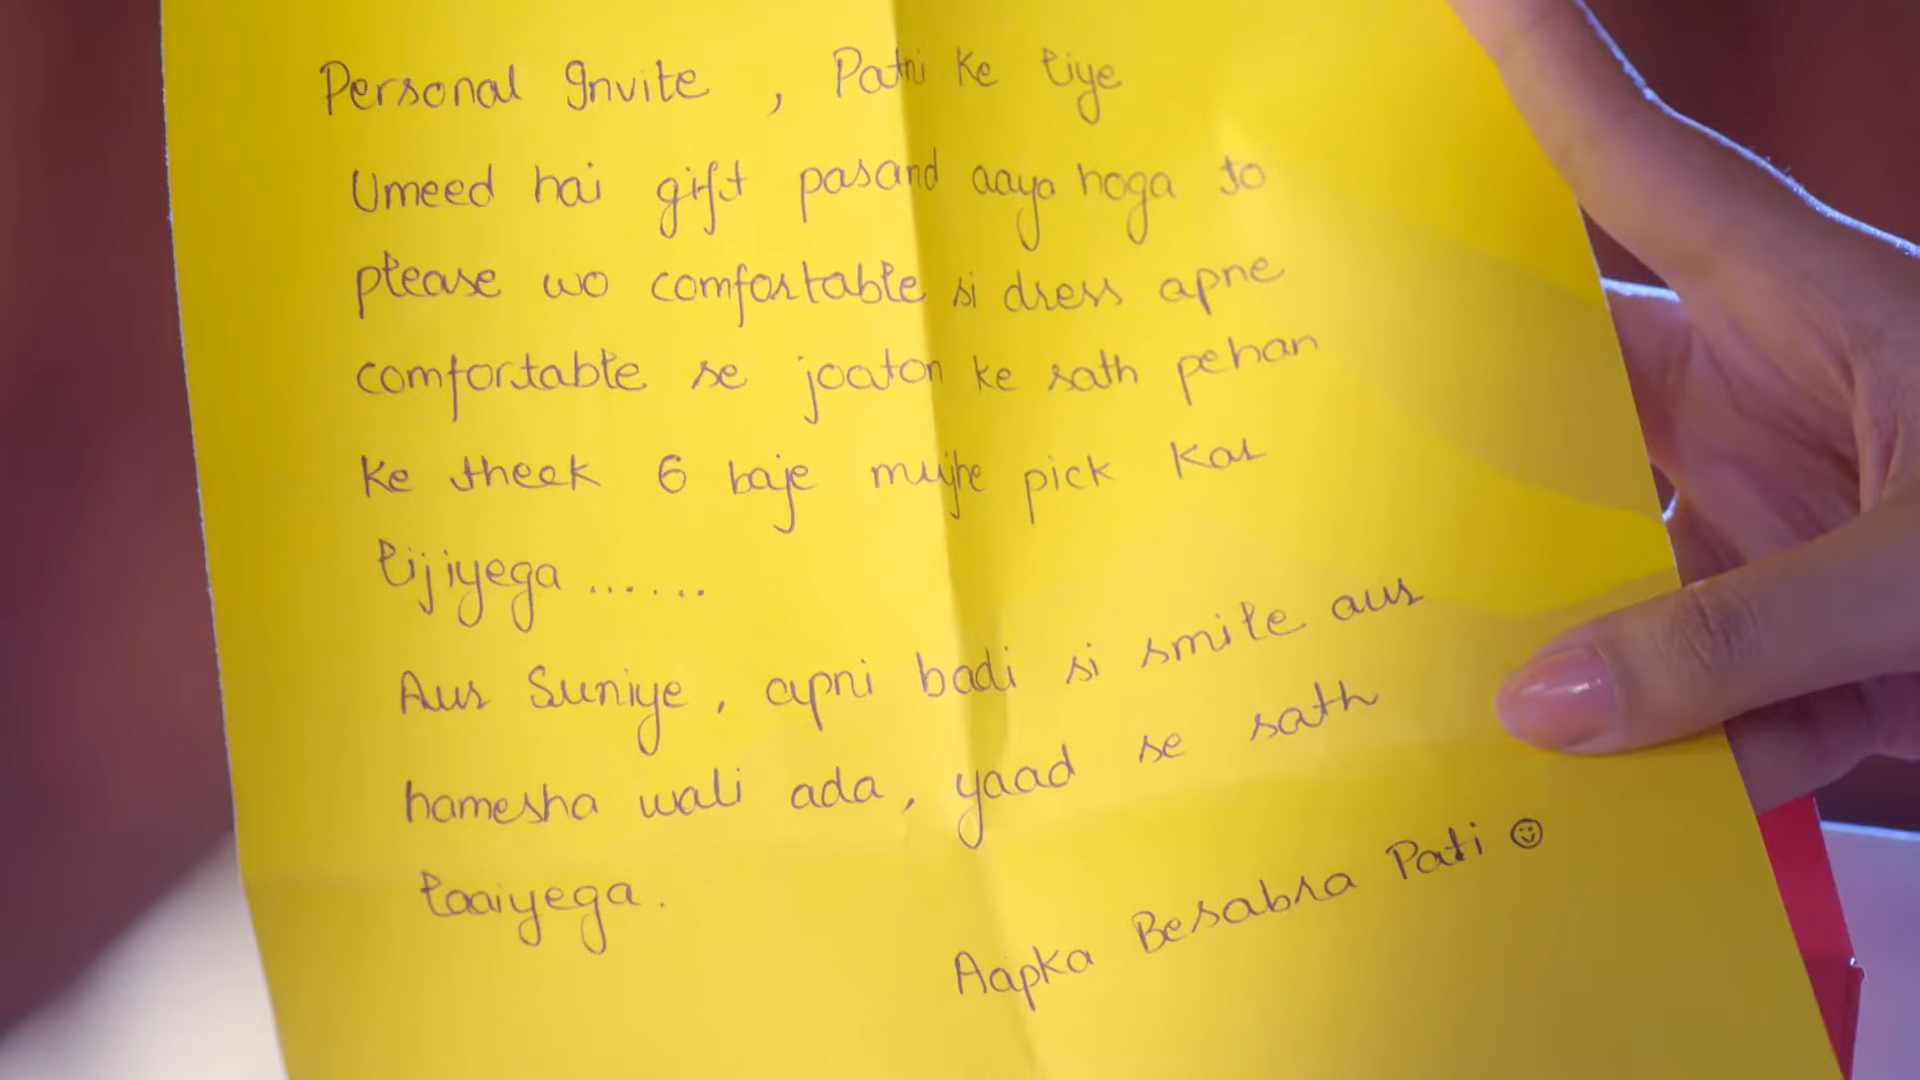 Personal Invite , Patni ke liye
Umeed hai gift pasand aaya hoga to
please wo comfortable si dress apne
comfortable se jooton ke sath pehan
ke theek 6 baje mujhe pick kar
lijiyega .......
Aur Suniye , apni badi si smile aur
hamesha wali ada , yaad se sath
laaiyega .
Aapka Besabra Pati ☺